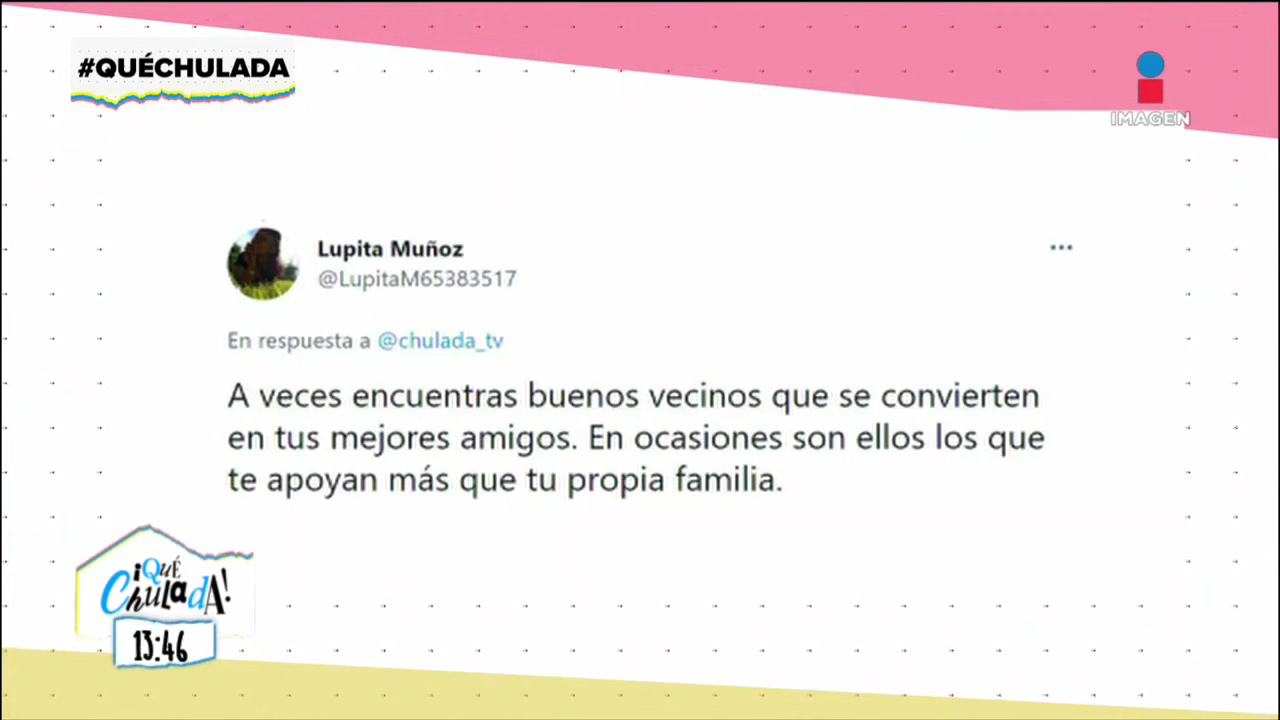 #QUÉCHULADA
IMAGEN
Lupita Muñoz
@LupitaM65383517
En respuesta a @chulada_tv
A veces encuentras buenos vecinos que se convierten
en tus mejores amigos. En ocasiones son ellos los que
te apoyan más que tu propia familia.
¡QuÉ
ChuladA!
13:46